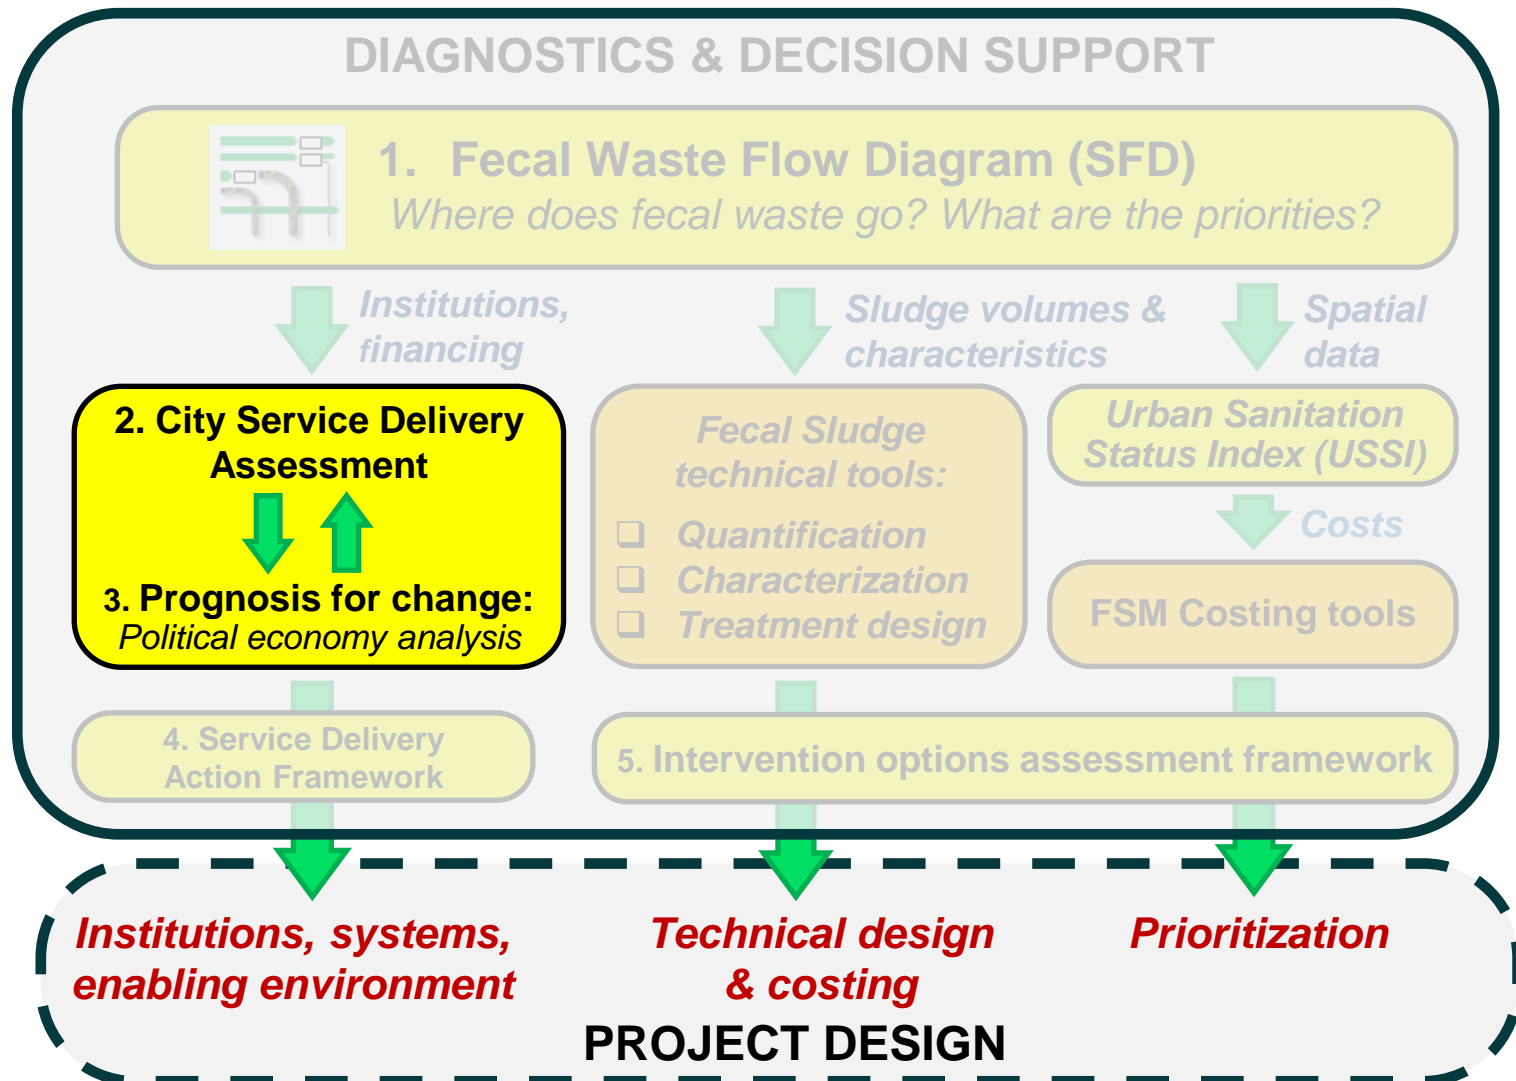 DIAGNOSTICS & DECISION SUPPORT
1. Fecal Waste Flow Diagram (SFD)
Where does fecal waste go? What are the priorities?
Institutions,
financing
Sludge volumes &
characteristics
Spatial
data
2. City Service Delivery
Assessment
3. Prognosis for change:
Political economy analysis
Fecal Sludge
technical tools:
❑ Quantification
❑ Characterization
❑ Treatment design
Urban Sanitation
Status Index (USSI)
Costs
FSM Costing tools
4. Service Delivery
Action Framework
5. Intervention options assessment framework
Institutions, systems,
enabling environment
Technical design
& costing
Prioritization
PROJECT DESIGN